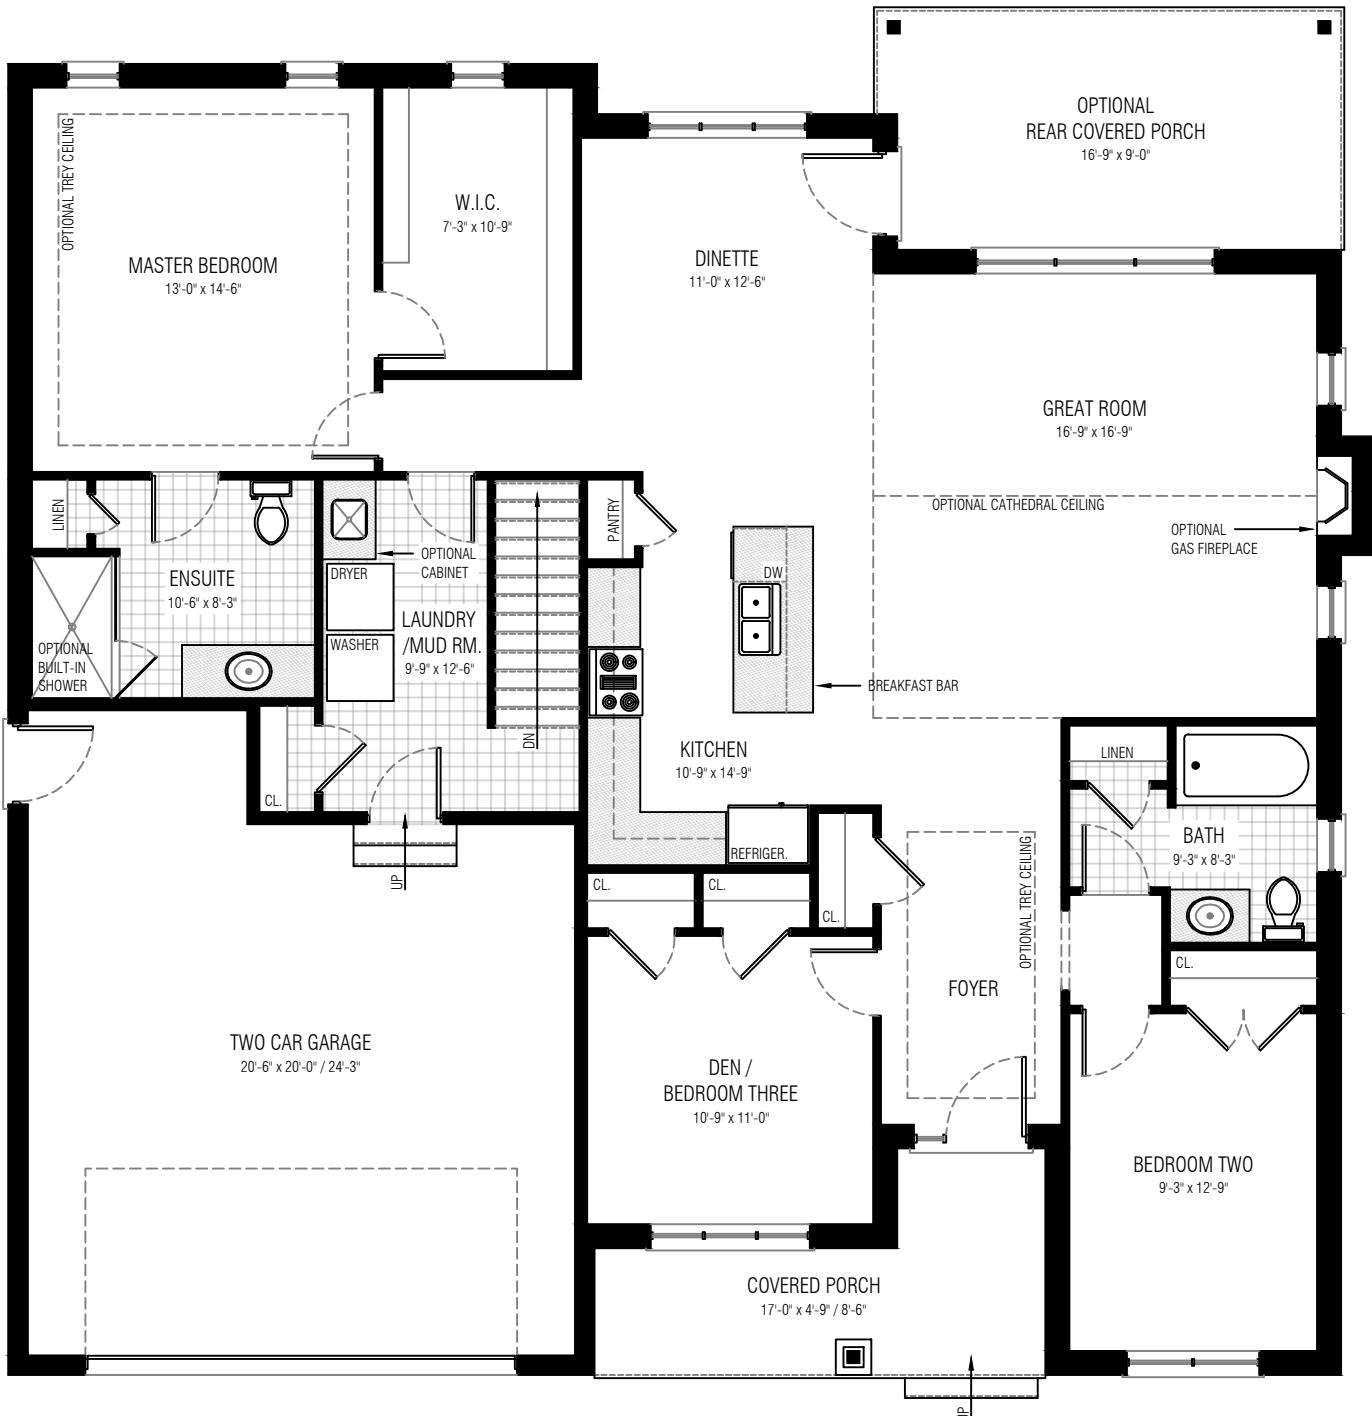 OPTIONAL
REAR COVERED PORCH
16'-9" x 9'-0"
OPTIONAL TREY CEILING
W.I.C.
7'-3" x 10'-9"
MASTER BEDROOM
13'-0" x 14'-6"
DINETTE
11'-0" x 12'-6"
GREAT ROOM
16'-9" x 16'-9"
OPTIONAL CATHEDRAL CEILING
OPTIONAL
GAS FIREPLACE
LINEN
ENSUITE
10'-6" x 8'-3"
OPTIONAL
BUILT-IN
SHOWER
OPTIONAL
CABINET
DRYER
WASHER
LAUNDRY
/MUD RM.
9'-9" x 12'-6"
DN
PANTRY
DW
BREAKFAST BAR
KITCHEN
10'-9" x 14'-9"
REFRIGER.
CL.
UP
CL.
CL.
CL.
LINEN
BATH
9'-3" x 8'-3"
CL.
OPTIONAL TREY CEILING
FOYER
TWO CAR GARAGE
20'-6" x 20'-0" / 24'-3"
DEN /
BEDROOM THREE
10'-9" x 11'-0"
BEDROOM TWO
9'-3" x 12'-9"
COVERED PORCH
17'-0" x 4'-9" / 8'-6"
UP